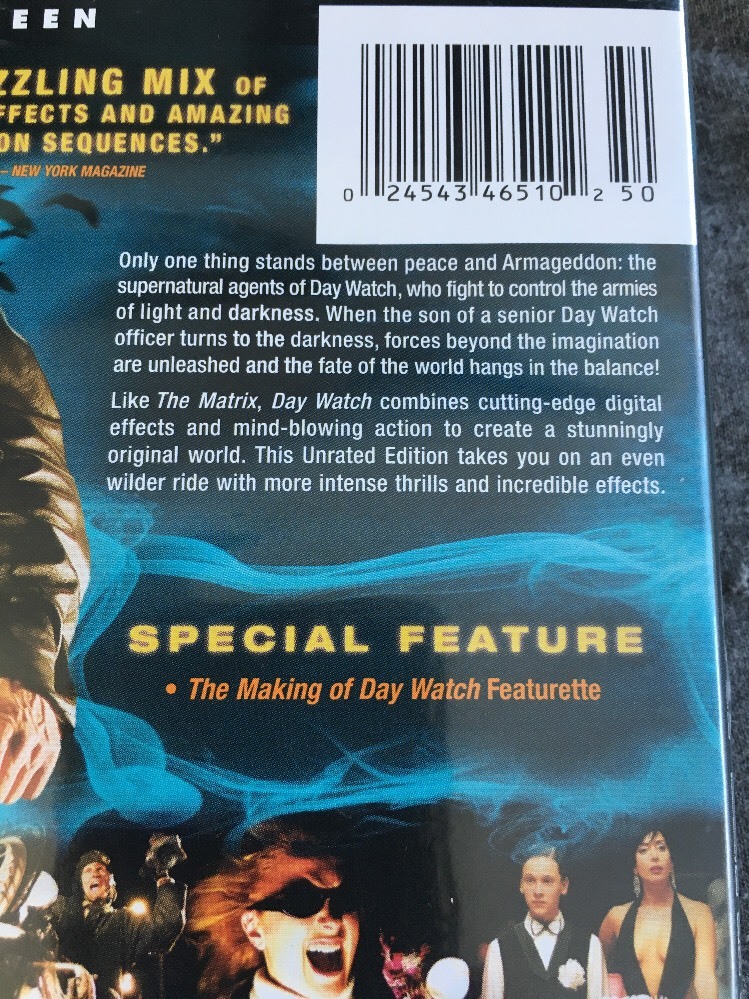 EEN
ZZLING MIX OF
FFECTS AND AMAZING
ON SEQUENCES."
– NEW YORK MAGAZINE
0 24543 46510 2 50
Only one thing stands between peace and Armageddon: the
supernatural agents of Day Watch, who fight to control the armies
of light and darkness. When the son of a senior Day Watch
officer turns to the darkness, forces beyond the imagination
are unleashed and the fate of the world hangs in the balance!
Like The Matrix, Day Watch combines cutting-edge digital
effects and mind-blowing action to create a stunningly
original world. This Unrated Edition takes you on an even
wilder ride with more intense thrills and incredible effects.
SPECIAL FEATURE
• The Making of Day Watch Featurette